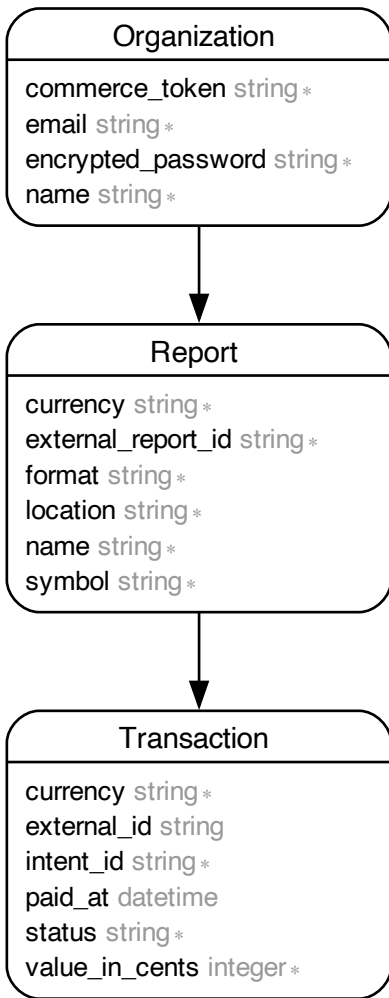 Organization
commerce_token string *
email string *
encrypted_password string *
name string *
Report
currency string *
external_report_id string *
format string *
location string *
name string *
symbol string *
Transaction
currency string *
external_id string
intent_id string *
paid_at datetime
status string *
value_in_cents integer *